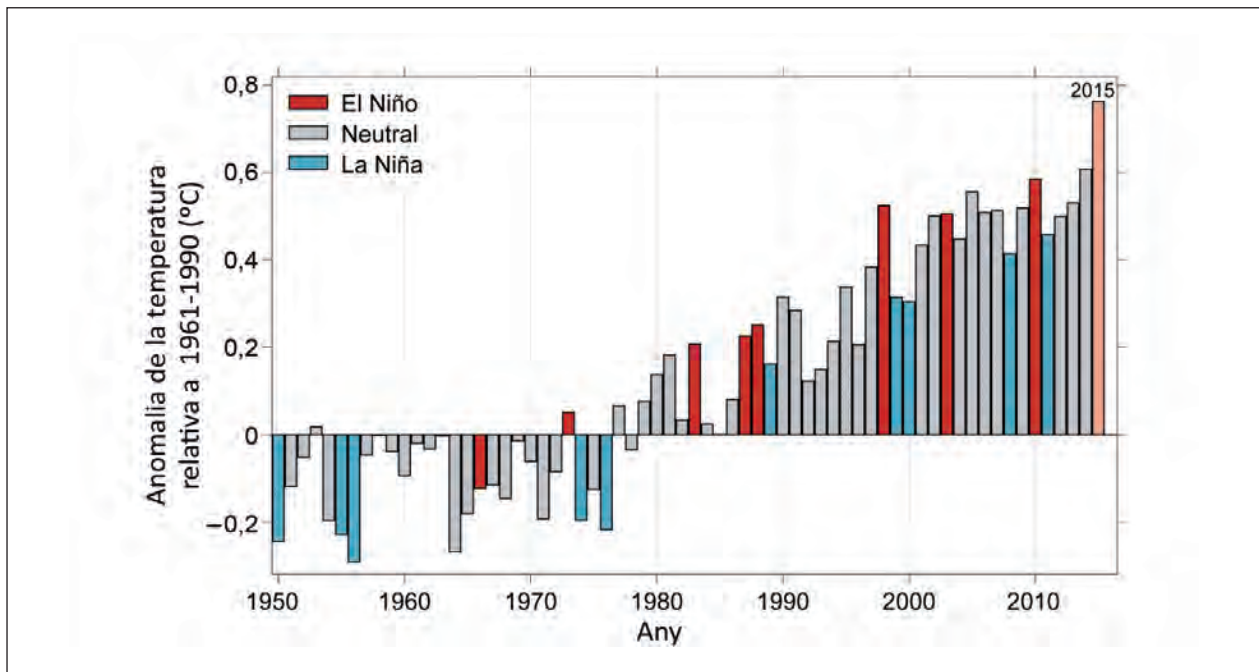 0,8
0,6
0,4
0,2
0
−0,2
Anomalia de la temperatura
relativa a 1961-1990 (ºC)
El Niño
Neutral
La Niña
2015
1950 1960 1970 1980 1990 2000 2010
Any